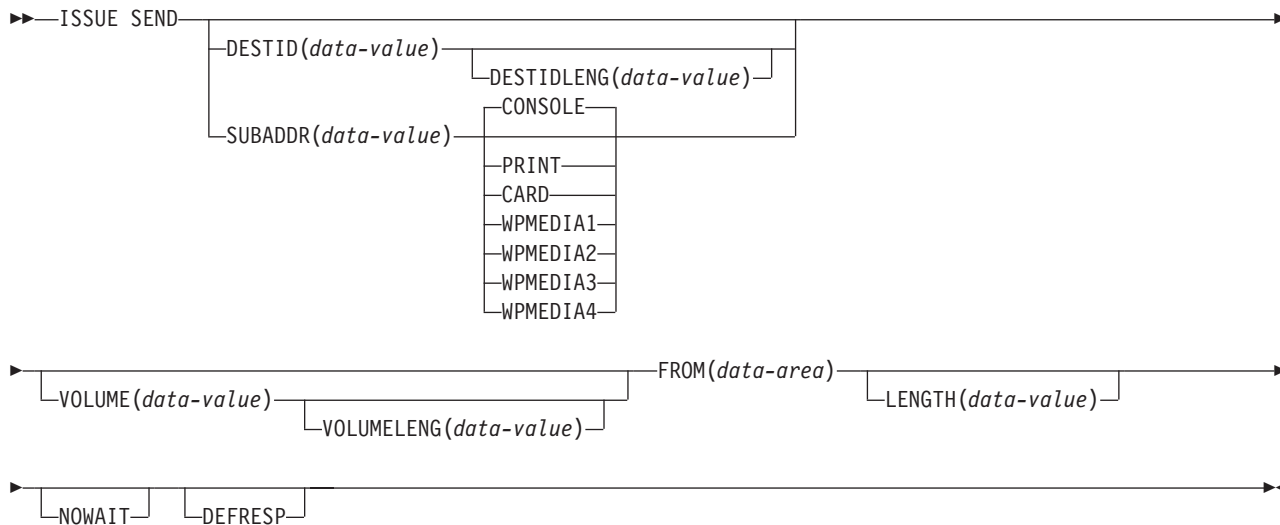 ISSUE SEND
DESTID(data-value)
DESTIDLENG(data-value)
CONSOLE
SUBADDR(data-value)
PRINT
CARD
WPMEDIA1
WPMEDIA2
WPMEDIA3
WPMEDIA4
FROM(data-area)
VOLUME(data-value)
LENGTH(data-value)
VOLUMELENG(data-value)
NOWAIT
DEFRESP